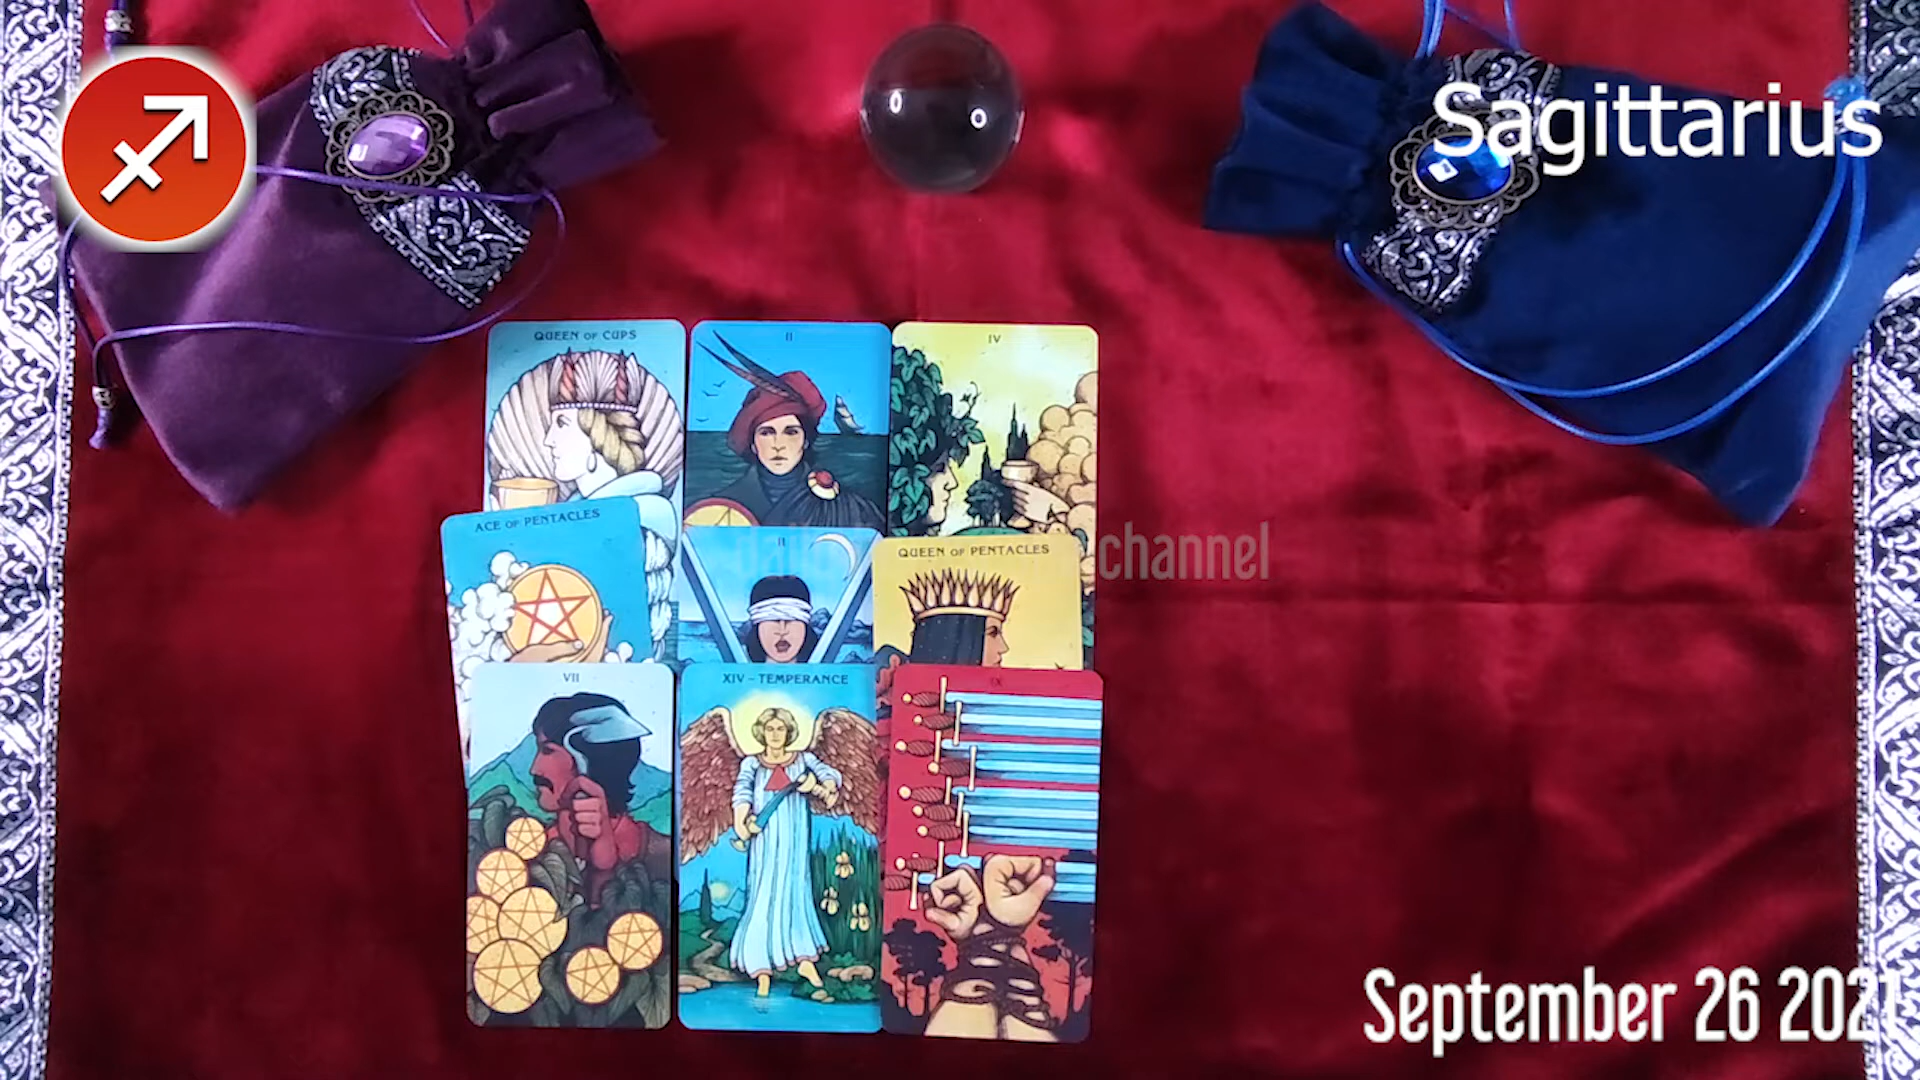 Sagittarius
QUEEN OF CUPS
II
IV
ACE OF PENTACLES
II
daily channel
QUEEN OF PENTACLES
VII
XIV - TEMPERANCE
IX
September 26 2021